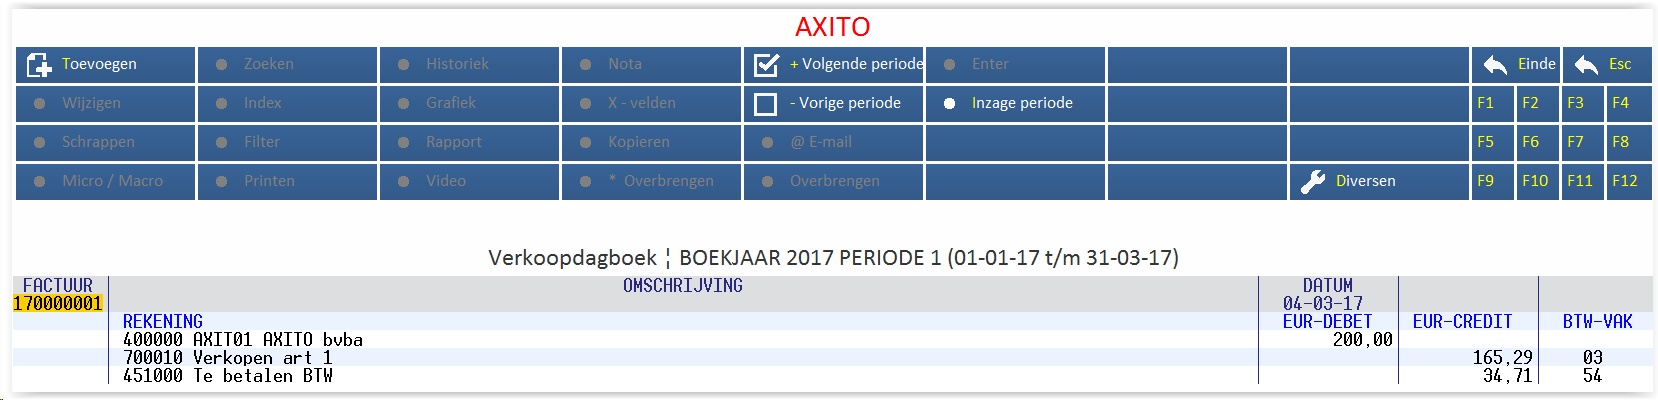 AXITO
Toevoegen Zoeken Historiek Nota + Volgende periode Enter Einde Esc
Wijzigen Index Grafiek X - velden - Vorige periode Inzage periode F1 F2 F3 F4
Schrappen Filter Rapport Kopieren @ E-mail F5 F6 F7 F8
Micro / Macro Printen Video * Overbrengen Overbrengen Diversen F9 F10 F11 F12
Verkoopdagboek ¦ BOEKJAAR 2017 PERIODE 1 (01-01-17 t/m 31-03-17)
FACTUUR OMSCHRIJVING DATUM
170000001 04-03-17
REKENING EUR-DEBET EUR-CREDIT BTW-VAK
400000 AXIT01 AXITO bvba 200,00
700010 Verkopen art 1 165,29 03
451000 Te betalen BTW 34,71 54